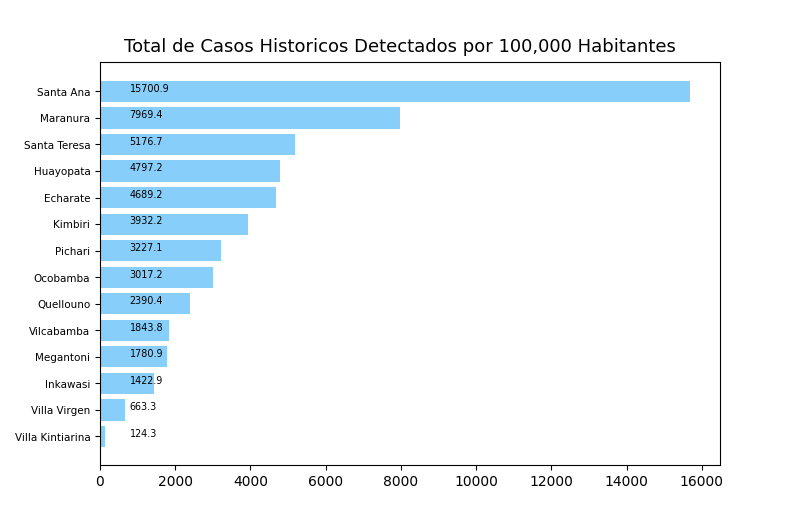 Total de Casos Historicos Detectados por 100,000 Habitantes
Santa Ana 15700.9
Maranura 7969.4
Santa Teresa 5176.7
Huayopata 4797.2
Echarate 4689.2
Kimbiri 3932.2
Pichari 3227.1
Ocobamba 3017.2
Quellouno 2390.4
Vilcabamba 1843.8
Megantoni 1780.9
Inkawasi 1422.9
Villa Virgen 663.3
Villa Kintiarina 124.3
0 2000 4000 6000 8000 10000 12000 14000 16000